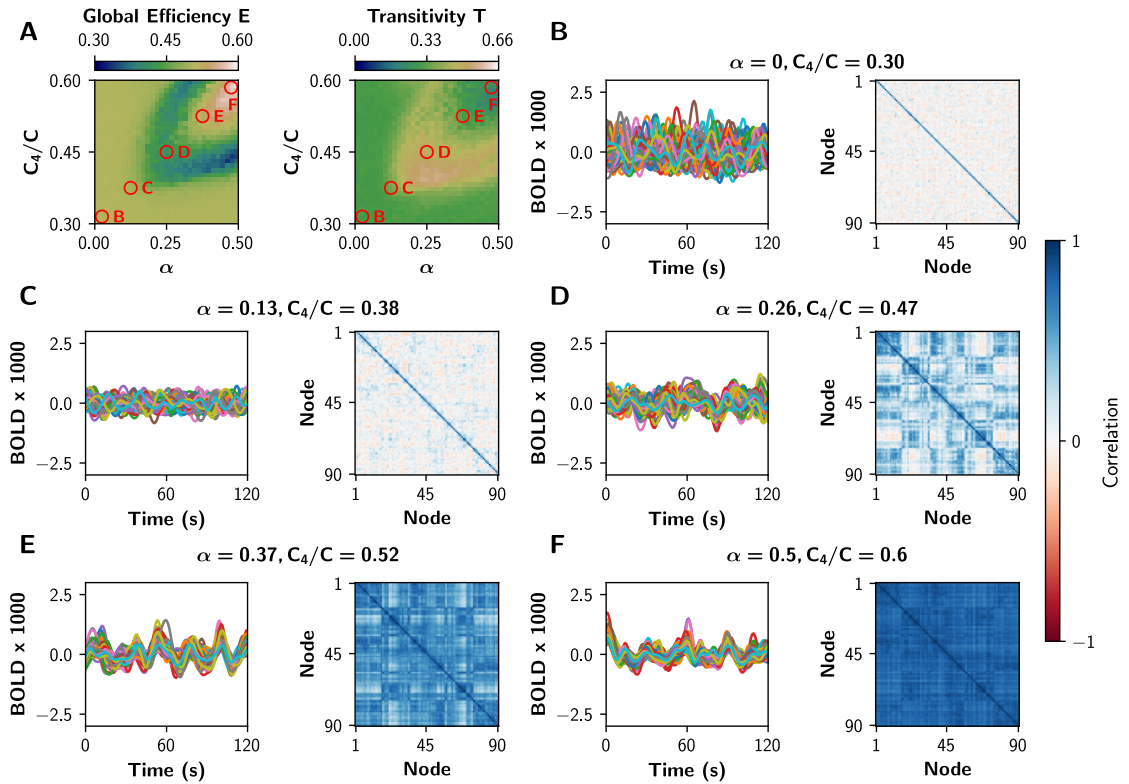 A
Global Efficiency E
0.30 0.45 0.60
C₄/C
0.60
0.45
0.30
B
C
D
E
F
0.00 0.25 0.50
α
Transitivity T
0.00 0.33 0.66
C₄/C
0.60
0.45
0.30
B
C
D
E
F
0.00 0.25 0.50
α
B
α = 0, C₄/C = 0.30
BOLD x 1000
2.5
0.0
−2.5
0 60 120
Time (s)
Node
1
45
90
1 45 90
Node
C
α = 0.13, C₄/C = 0.38
BOLD x 1000
2.5
0.0
−2.5
0 60 120
Time (s)
Node
1
45
90
1 45 90
Node
D
α = 0.26, C₄/C = 0.47
BOLD x 1000
2.5
0.0
−2.5
0 60 120
Time (s)
Node
1
45
90
1 45 90
Node
E
α = 0.37, C₄/C = 0.52
BOLD x 1000
2.5
0.0
−2.5
0 60 120
Time (s)
Node
1
45
90
1 45 90
Node
F
α = 0.5, C₄/C = 0.6
BOLD x 1000
2.5
0.0
−2.5
0 60 120
Time (s)
Node
1
45
90
1 45 90
Node
1
0
−1
Correlation